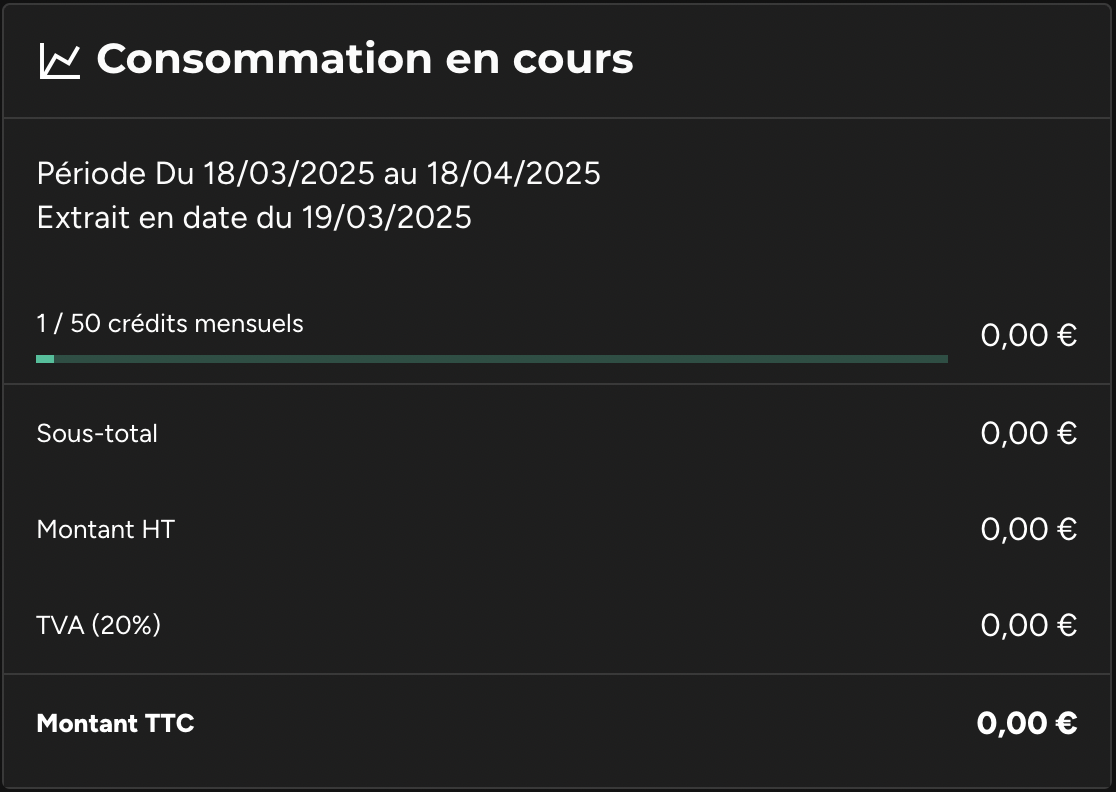 Consommation en cours
Période Du 18/03/2025 au 18/04/2025
Extrait en date du 19/03/2025
1 / 50 crédits mensuels
0,00 €
Sous-total 0,00 €
Montant HT 0,00 €
TVA (20%) 0,00 €
Montant TTC 0,00 €